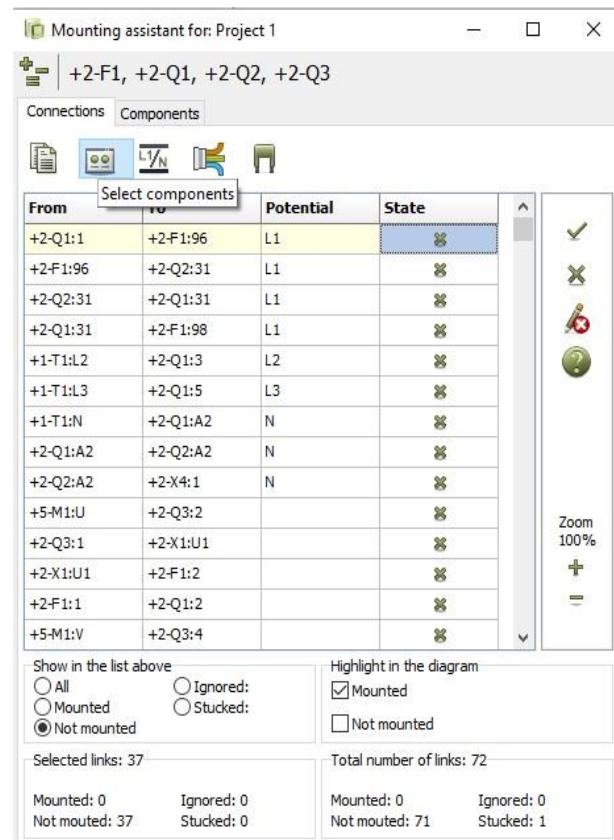 Mounting assistant for: Project 1
+2-F1, +2-Q1, +2-Q2, +2-Q3
Connections Components
L1/N
Select components
From To Potential State
+2-Q1:1 +2-F1:96 L1
+2-F1:96 +2-Q2:31 L1
+2-Q2:31 +2-Q1:31 L1
+2-Q1:31 +2-F1:98 L1
+1-T1:L2 +2-Q1:3 L2
+1-T1:L3 +2-Q1:5 L3
+1-T1:N +2-Q1:A2 N
+2-Q1:A2 +2-Q2:A2 N
+2-Q2:A2 +2-X4:1 N
+5-M1:U +2-Q3:2
+2-Q3:1 +2-X1:U1
+2-X1:U1 +2-F1:2
+2-F1:1 +2-Q1:2
+5-M1:V +2-Q3:4
Zoom
100%
Show in the list above
All Ignored:
Mounted Stucked:
Not mounted
Highlight in the diagram
Mounted
Not mounted
Selected links: 37
Mounted: 0 Ignored: 0
Not mouted: 37 Stucked: 0
Total number of links: 72
Mounted: 0 Ignored: 0
Not mouted: 71 Stucked: 1